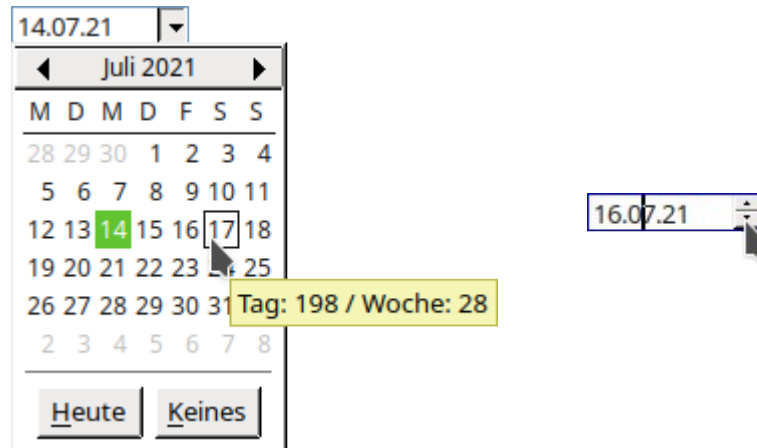 14.07.21
Juli 2021
M D M D F S S
28 29 30 1 2 3 4
5 6 7 8 9 10 11
12 13 14 15 16 17 18
19 20 21 22 23 24 25
26 27 28 29 30 31
Tag: 198 / Woche: 28
2 3 4 5 6 7 8
Heute Keines
16.07.21